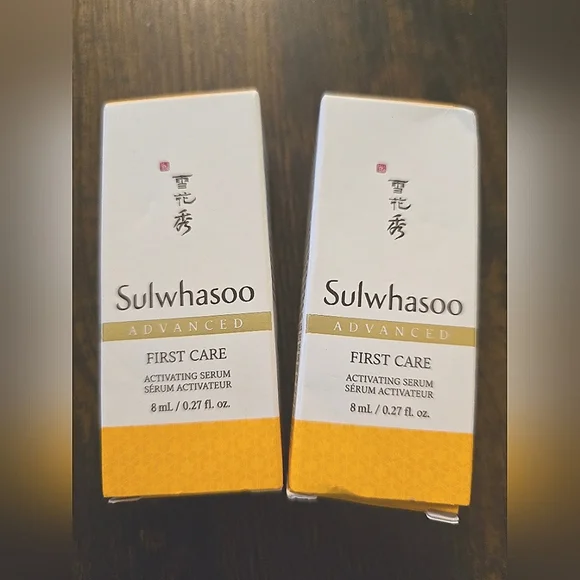 雪花秀
Sulwhasoo
ADVANCED
FIRST CARE
ACTIVATING SERUM
SÉRUM ACTIVATEUR
8 mL / 0.27 fl. oz.
雪花秀
Sulwhasoo
ADVANCED
FIRST CARE
ACTIVATING SERUM
SÉRUM ACTIVATEUR
8 mL / 0.27 fl. oz.